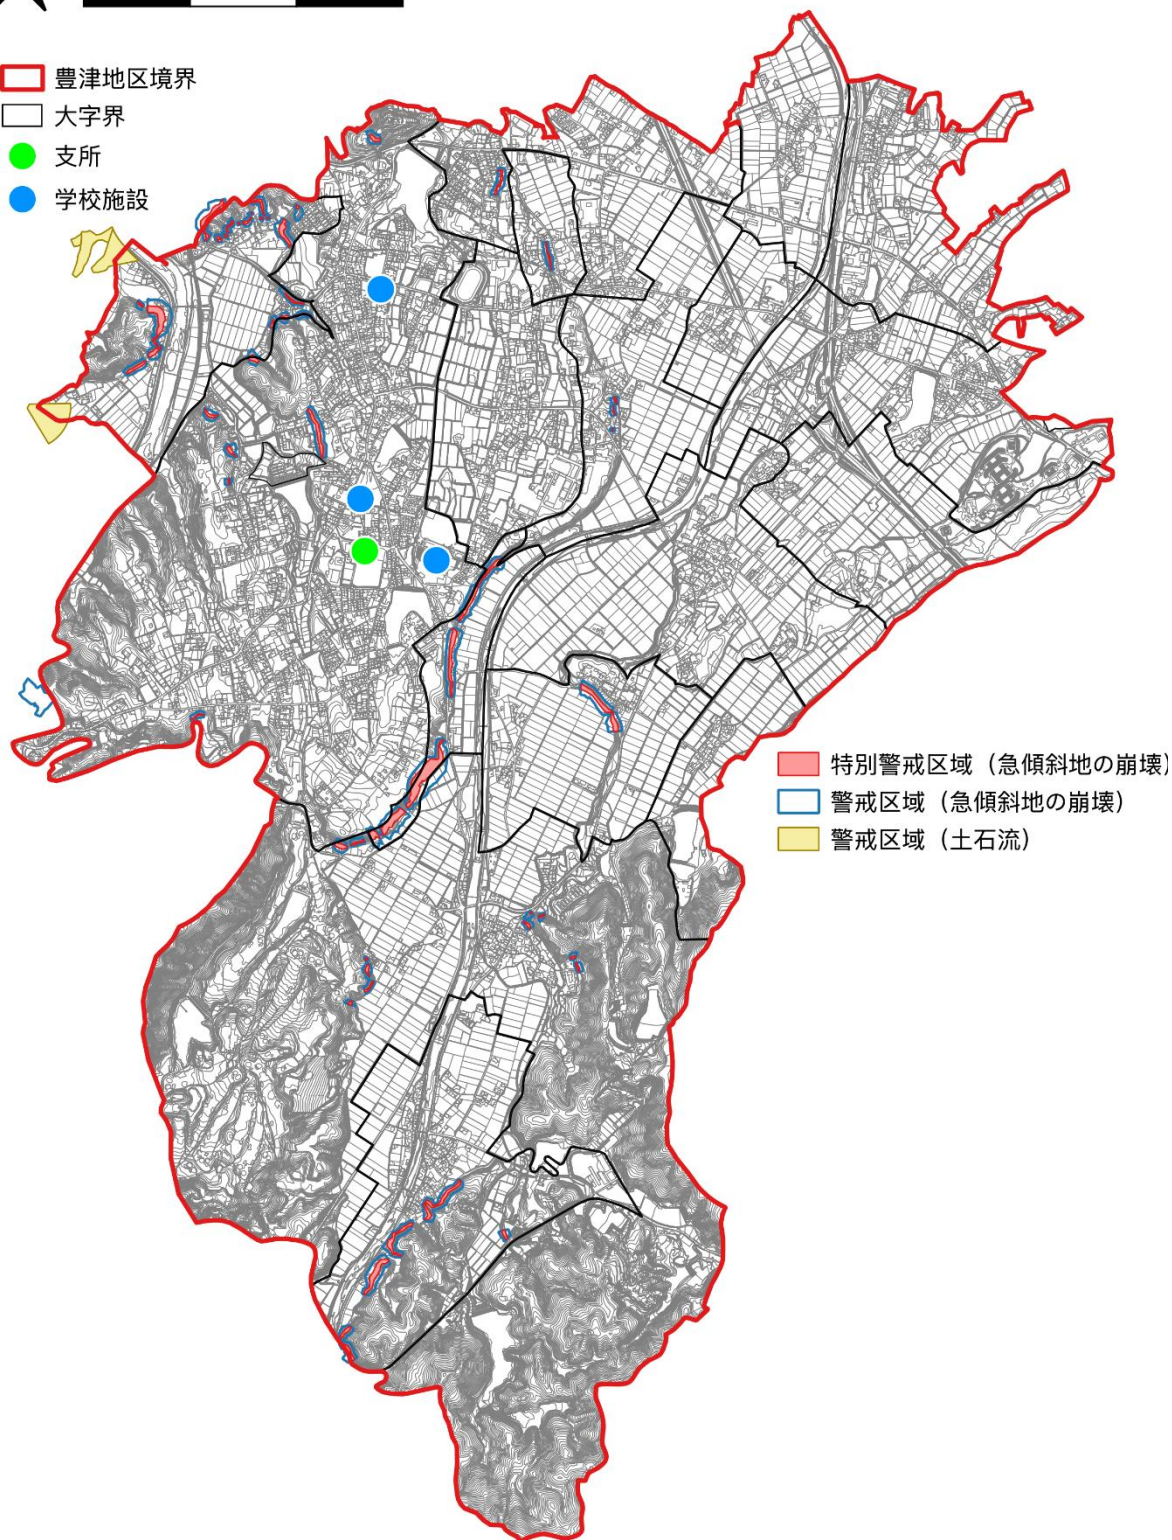 豊津地区境界
大字界
支所
学校施設
特別警戒区域（急傾斜地の崩壊）
警戒区域（急傾斜地の崩壊）
警戒区域（土石流）